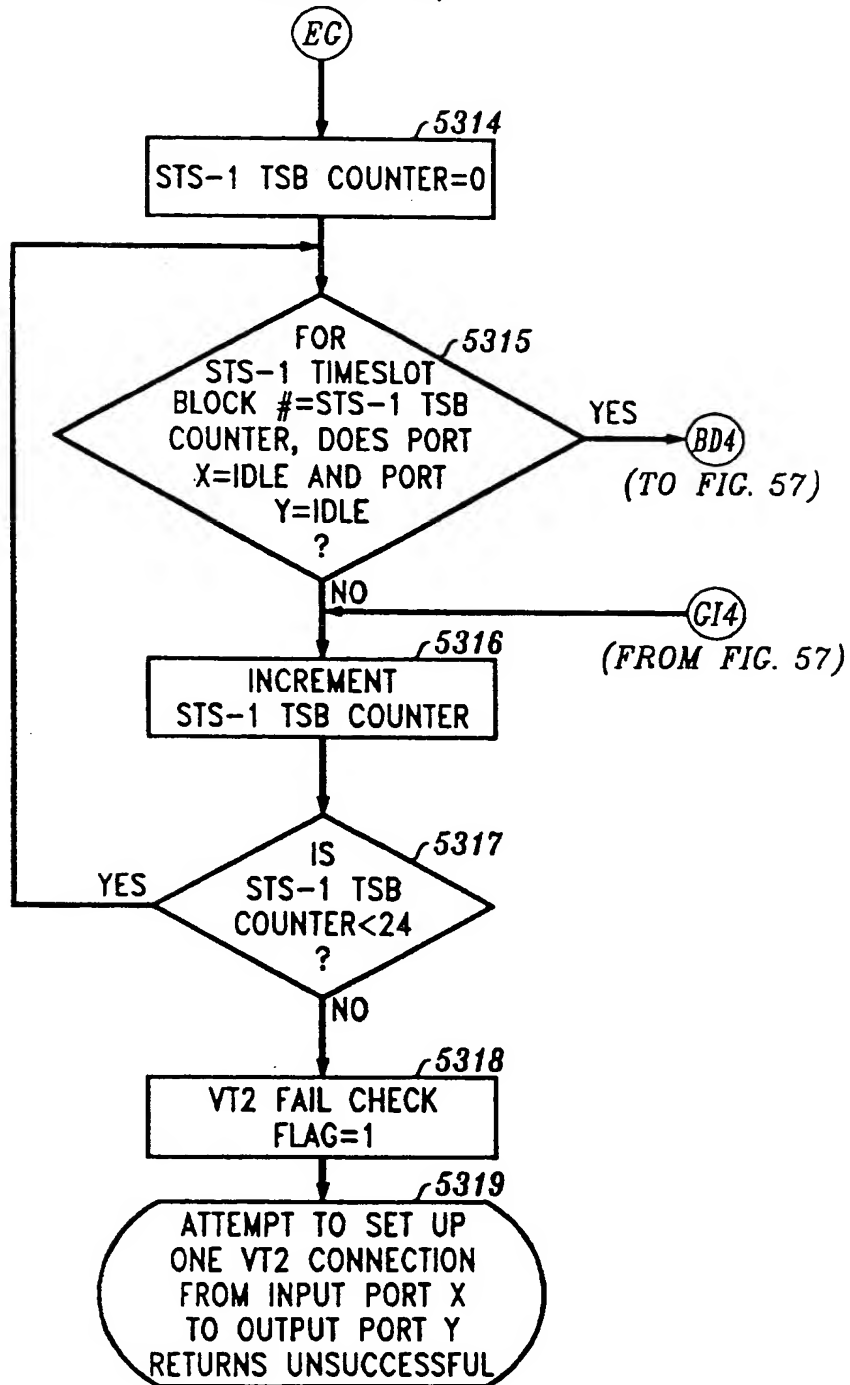 EG
5314
STS-1 TSB COUNTER=0
5315
FOR
STS-1 TIMESLOT
BLOCK #=STS-1 TSB
COUNTER, DOES PORT
X=IDLE AND PORT
Y=IDLE
?
YES
BD4
(TO FIG. 57)
NO
GI4
(FROM FIG. 57)
5316
INCREMENT
STS-1 TSB COUNTER
5317
IS
STS-1 TSB
COUNTER<24
?
YES
NO
5318
VT2 FAIL CHECK
FLAG=1
5319
ATTEMPT TO SET UP
ONE VT2 CONNECTION
FROM INPUT PORT X
TO OUTPUT PORT Y
RETURNS UNSUCCESSFUL